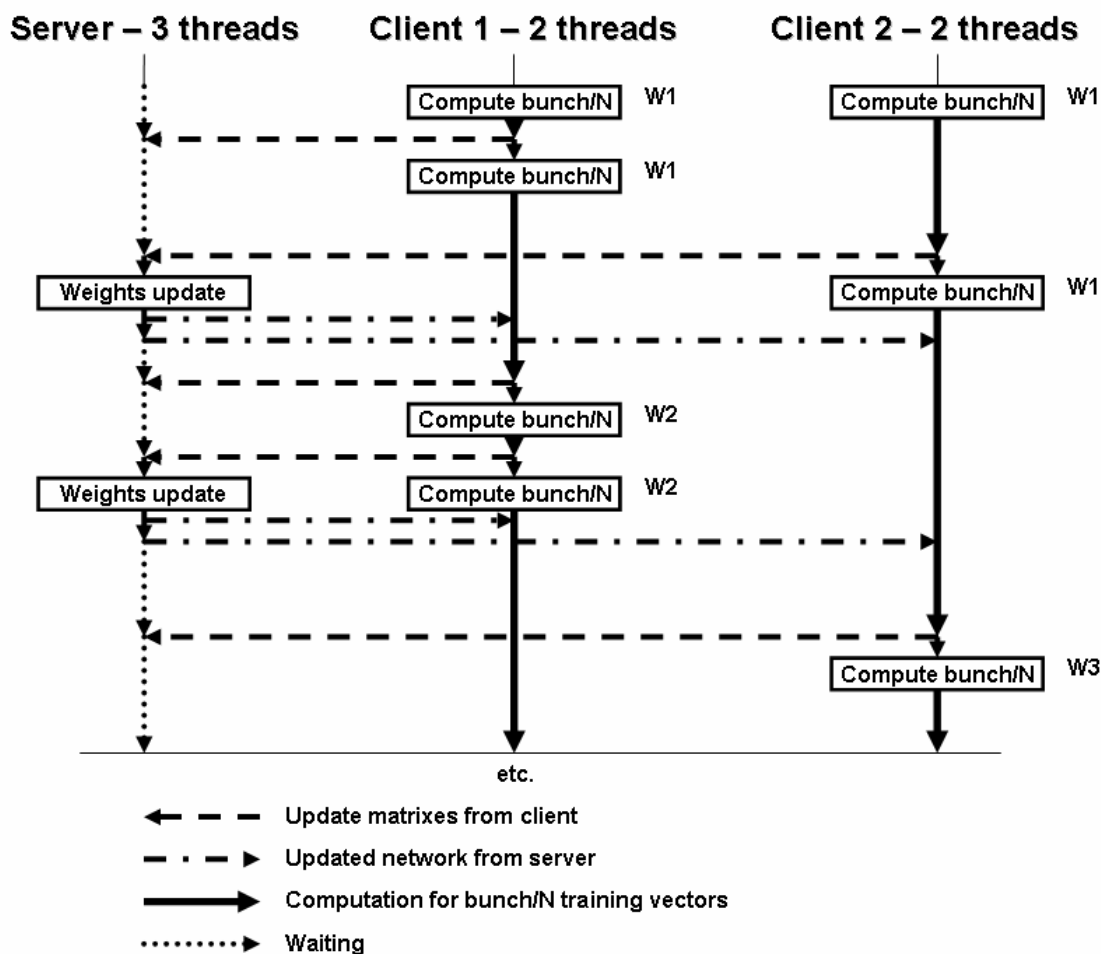 Server – 3 threads Client 1 – 2 threads Client 2 – 2 threads
Compute bunch/N W1 Compute bunch/N W1
Compute bunch/N W1
Weights update Compute bunch/N W1
Compute bunch/N W2
Weights update Compute bunch/N W2
Compute bunch/N W3
etc.
Update matrixes from client
Updated network from server
Computation for bunch/N training vectors
Waiting